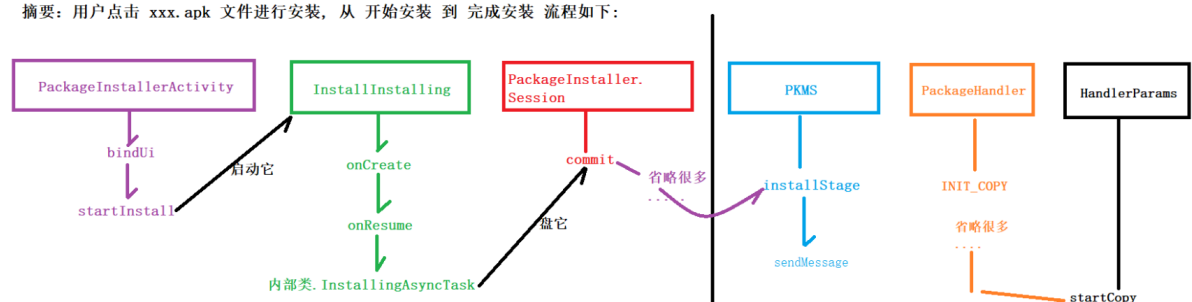 摘要：用户点击 xxx.apk 文件进行安装, 从 开始安装 到 完成安装 流程如下:
PackageInstallerActivity
bindUi
startInstall
启动它
InstallInstalling
onCreate
onResume
内部类.InstallingAsyncTask
盘它
PackageInstaller.
Session
commit
省略很多
.....
PKMS
installStage
sendMessage
PackageHandler
INIT_COPY
省略很多
....
HandlerParams
startCopy